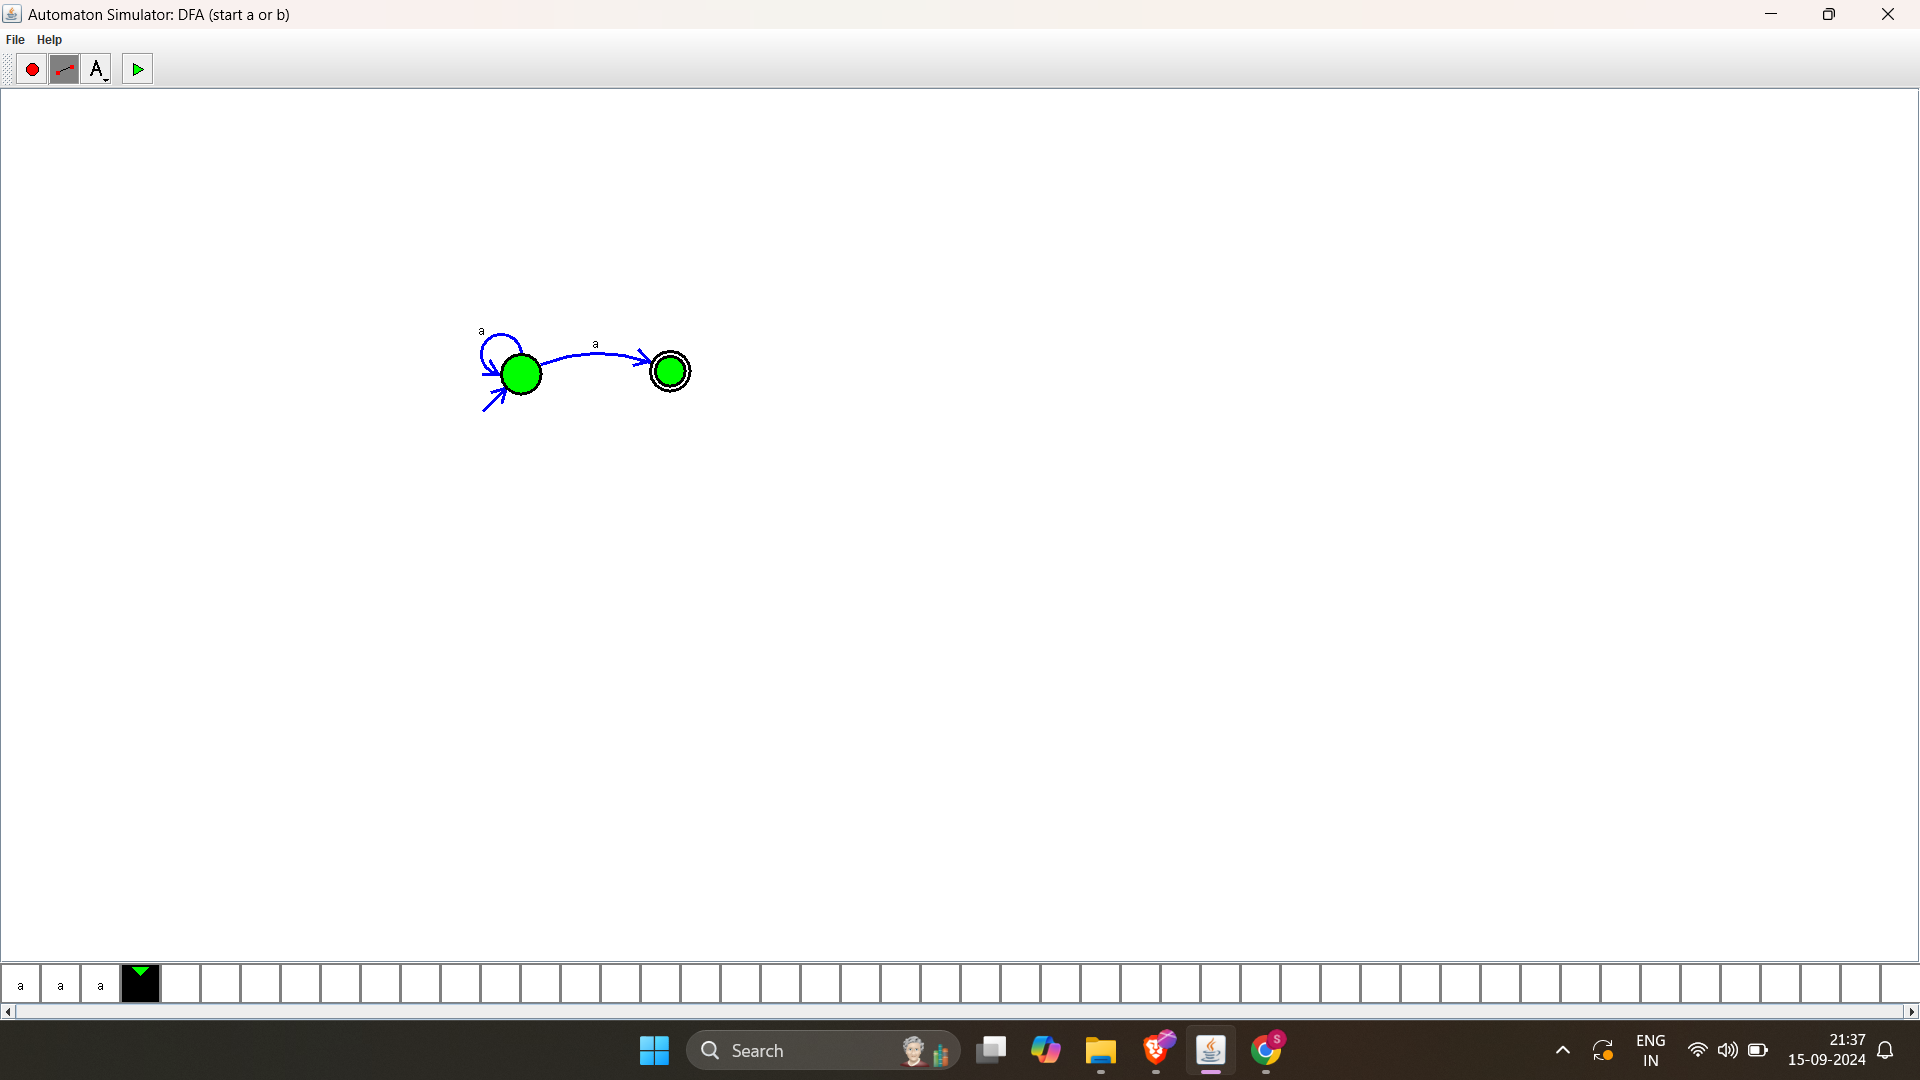 Automaton Simulator: DFA (start a or b)
File Help
A
a
a
a a a
Search
S
ENG
IN
21:37
15-09-2024